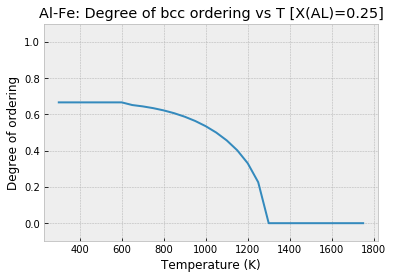 Al-Fe: Degree of bcc ordering vs T [X(AL)=0.25]
1.0
0.8
0.6
0.4
0.2
0.0
Degree of ordering
400 600 800 1000 1200 1400 1600 1800
Temperature (K)